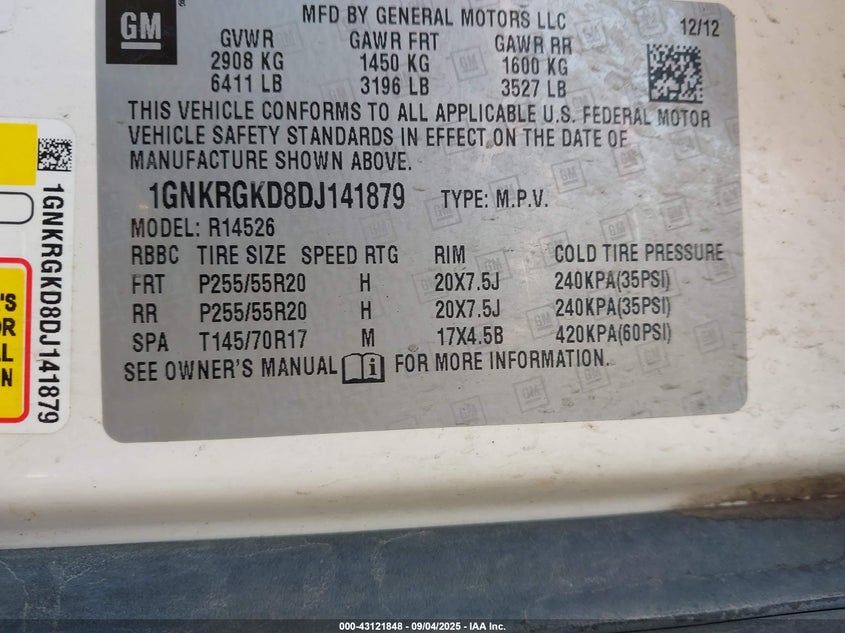 GM
®
MFD BY GENERAL MOTORS LLC
12/12
GVWR GAWR FRT GAWR RR
2908 KG 1450 KG 1600 KG
6411 LB 3196 LB 3527 LB
THIS VEHICLE CONFORMS TO ALL APPLICABLE U.S. FEDERAL MOTOR
VEHICLE SAFETY STANDARDS IN EFFECT ON THE DATE OF
MANUFACTURE SHOWN ABOVE.
1GNKRGKD8DJ141879 TYPE: M.P.V.
MODEL: R14526
RBBC TIRE SIZE SPEED RTG RIM COLD TIRE PRESSURE
FRT P255/55R20 H 20X7.5J 240KPA(35PSI)
RR P255/55R20 H 20X7.5J 240KPA(35PSI)
SPA T145/70R17 M 17X4.5B 420KPA(60PSI)
SEE OWNER'S MANUAL i FOR MORE INFORMATION.
1GNKRGKD8DJ141879
000-43121848 - 09/04/2025 - IAA Inc.